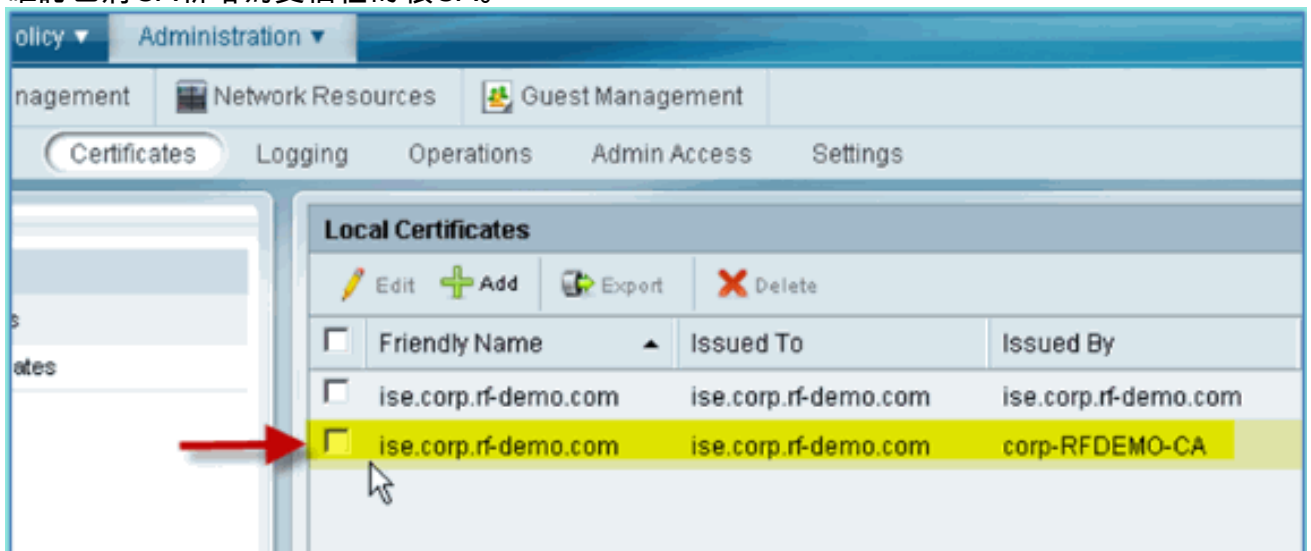 olicy ▼ Administration ▼
nagement Network Resources Guest Management
Certificates Logging Operations Admin Access Settings
Local Certificates
Edit Add Export Delete
s
Friendly Name Issued To Issued By
ates
ise.corp.rf-demo.com ise.corp.rf-demo.com ise.corp.rf-demo.com
ise.corp.rf-demo.com ise.corp.rf-demo.com corp-RFDEMO-CA